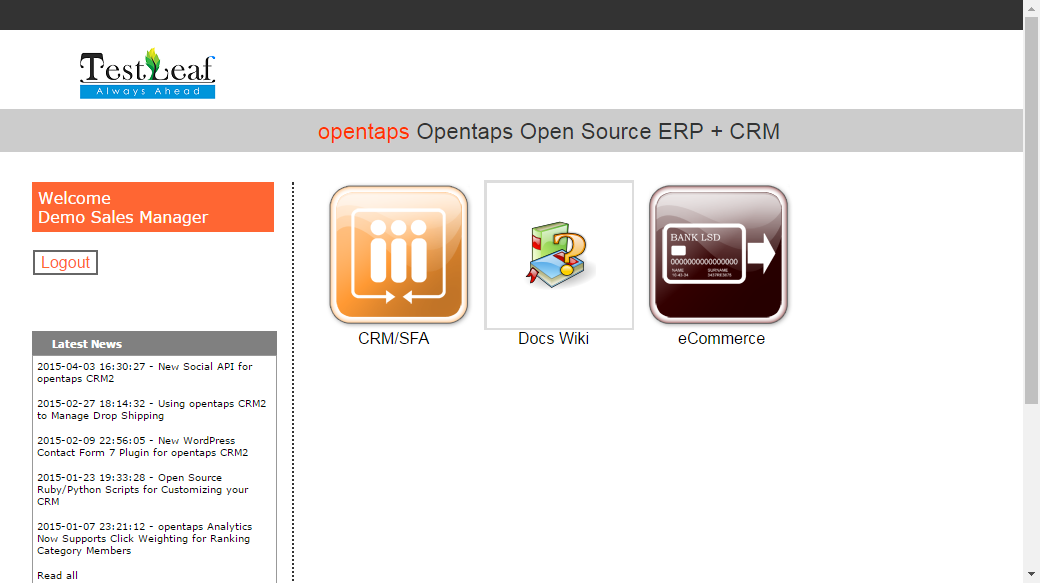 TestLeaf
Always Ahead
opentaps Opentaps Open Source ERP + CRM
Welcome
Demo Sales Manager
Logout
Latest News
2015-04-03 16:30:27 - New Social API for
opentaps CRM2
2015-02-27 18:14:32 - Using opentaps CRM2
to Manage Drop Shipping
2015-02-09 22:56:05 - New WordPress
Contact Form 7 Plugin for opentaps CRM2
2015-01-23 19:33:28 - Open Source
Ruby/Python Scripts for Customizing your
CRM
2015-01-07 23:21:12 - opentaps Analytics
Now Supports Click Weighting for Ranking
Category Members
Read all
CRM/SFA
Docs Wiki
BANK LSD
NAME SURNAME
eCommerce